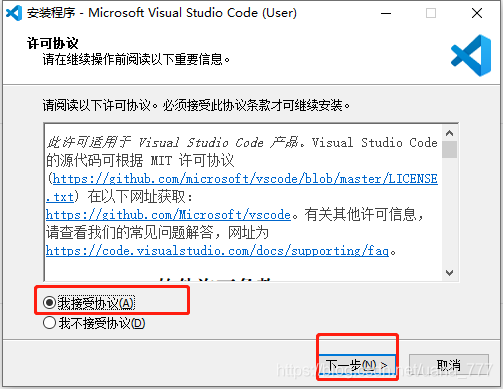 安装程序 - Microsoft Visual Studio Code (User)
许可协议
请在继续操作前阅读以下重要信息。
请阅读以下许可协议。必须接受此协议条款才可继续安装。
此许可适用于 Visual Studio Code 产品。Visual Studio Code
的源代码可根据 MIT 许可协议
(https://github.com/microsoft/vscode/blob/master/LICENSE
.txt) 在以下网址获取：
https://github.com/Microsoft/vscode。有关其他许可信息，
请查看我们的常见问题解答，网址为
https://code.visualstudio.com/docs/supporting/faq。
我接受协议(A)
我不接受协议(D)
下一步(N) >
取消